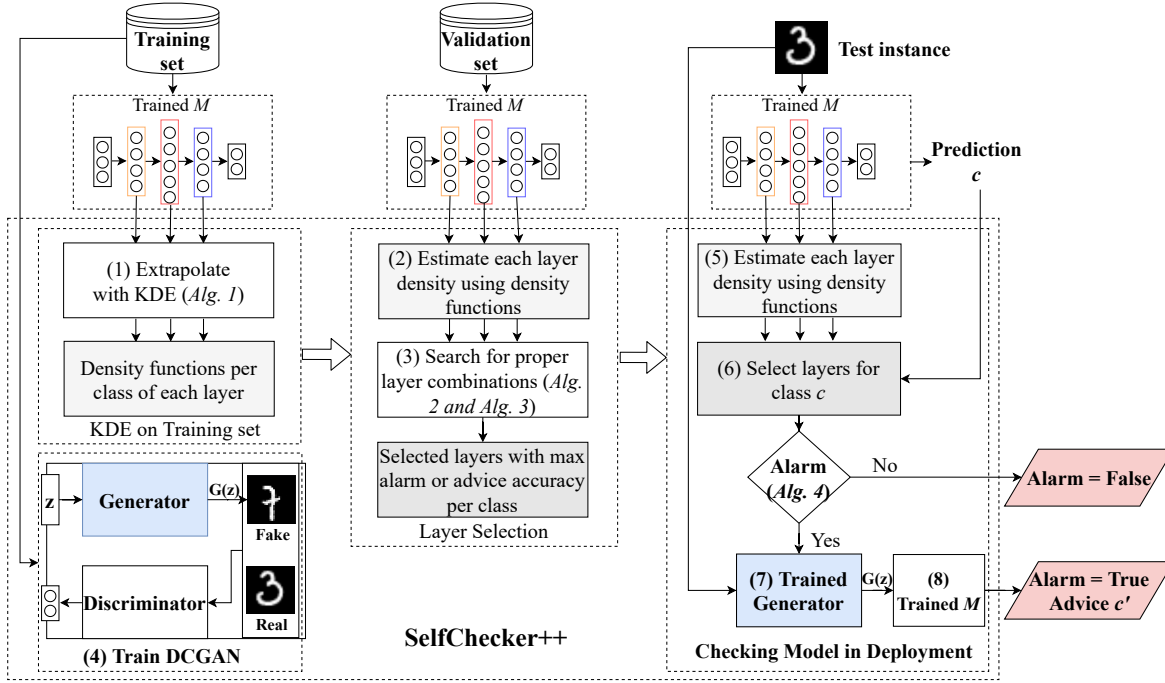 Training
set
Validation
set
Test instance
Trained M
Trained M
Trained M
Prediction
c
(1) Extrapolate
with KDE (Alg. 1)
Density functions per
class of each layer
KDE on Training set
(2) Estimate each layer
density using density
functions
(3) Search for proper
layer combinations (Alg.
2 and Alg. 3)
Selected layers with max
alarm or advice accuracy
per class
Layer Selection
(5) Estimate each layer
density using density
functions
(6) Select layers for
class c
Alarm
(Alg. 4)
No
Yes
Alarm = False
z
Generator
G(z)
Fake
Discriminator
Real
(4) Train DCGAN
SelfChecker++
(7) Trained
Generator
G(z)
(8)
Trained M
Alarm = True
Advice c′
Checking Model in Deployment